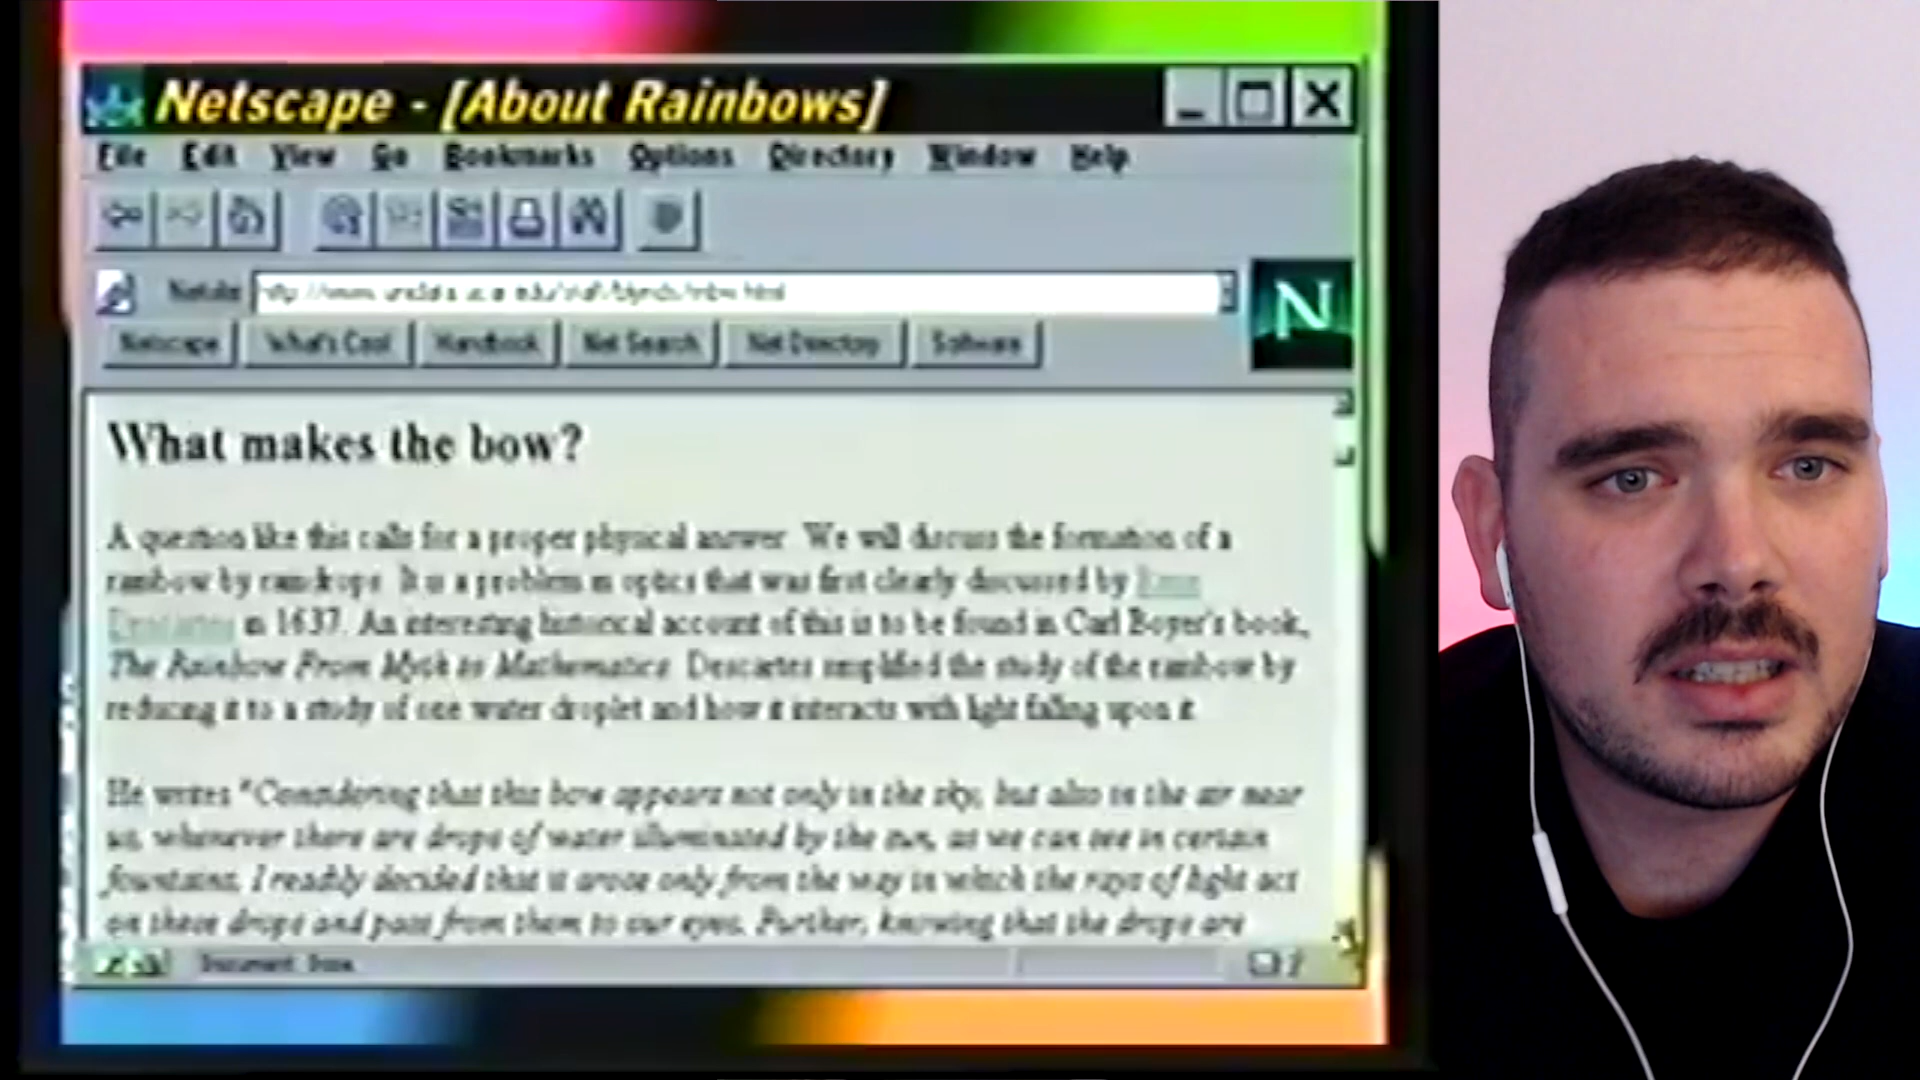 Netscape - [About Rainbows]
File Edit View Go Bookmarks Options Directory Window Help
N
Netscape What's Cool Handbook Net Search Net Directory Software
What makes the bow?
A question like this calls for a proper physical answer. We will discuss the formation of a
rainbow by raindrops. It is a problem in optics that was first clearly discussed by Rene
Descartes in 1637. An interesting historical account of this is to be found in Carl Boyer's book,
The Rainbow From Myth to Mathematics. Descartes simplified the study of the rainbow by
reducing it to a study of one water droplet and how it interacts with light falling upon it.
He writes "Considering that this bow appears not only in the sky, but also in the air near
us, whenever there are drops of water illuminated by the sun, as we can see in certain
fountains, I readily decided that it arose only from the way in which the rays of light act
on these drops and pass from them to our eyes. Further, knowing that the drops are
Document: Done